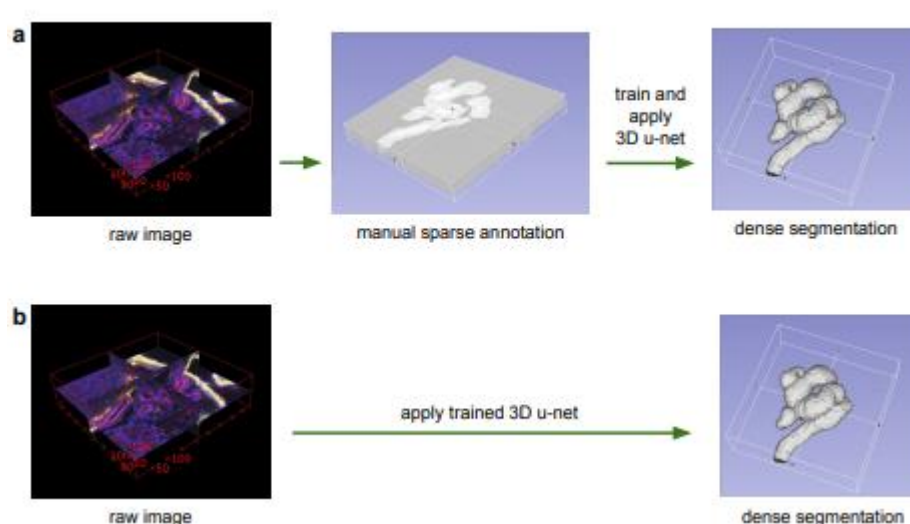 a
train and
apply
3D u-net
raw image
manual sparse annotation
dense segmentation
b
apply trained 3D u-net
raw image
dense segmentation